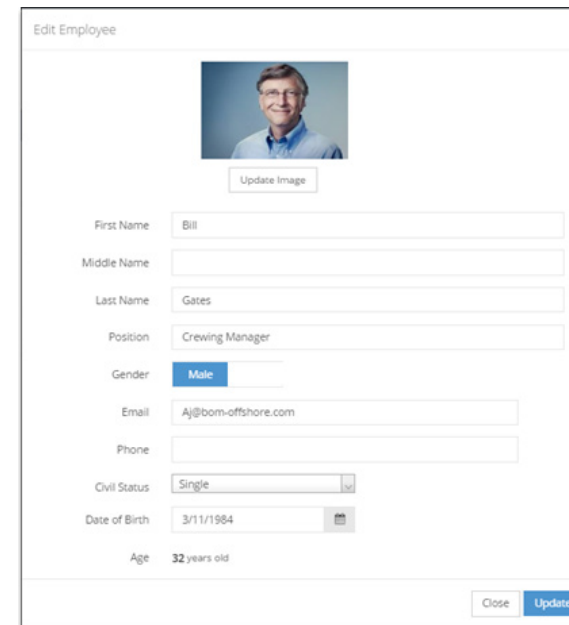 Edit Employee
Update Image
First Name Bill
Middle Name
Last Name Gates
Position Crewing Manager
Gender Male
Email Aj@bom-offshore.com
Phone
Civil Status Single
Date of Birth 3/11/1984
Age 32 years old
Close Update